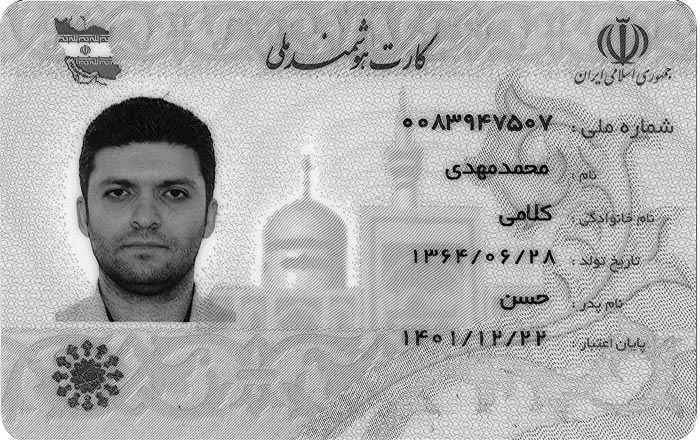 کارت هوشمند ملی
جمهوری اسلامی ایران
شماره ملی: ۰۰۸۳۹۴۷۵۰۷
نام: محمدمهدی
نام خانوادگی: کلامی
تاریخ تولد: ۱۳۶۴/۰۶/۲۸
نام پدر: حسن
پایان اعتبار: ۱۴۰۱/۱۲/۲۲